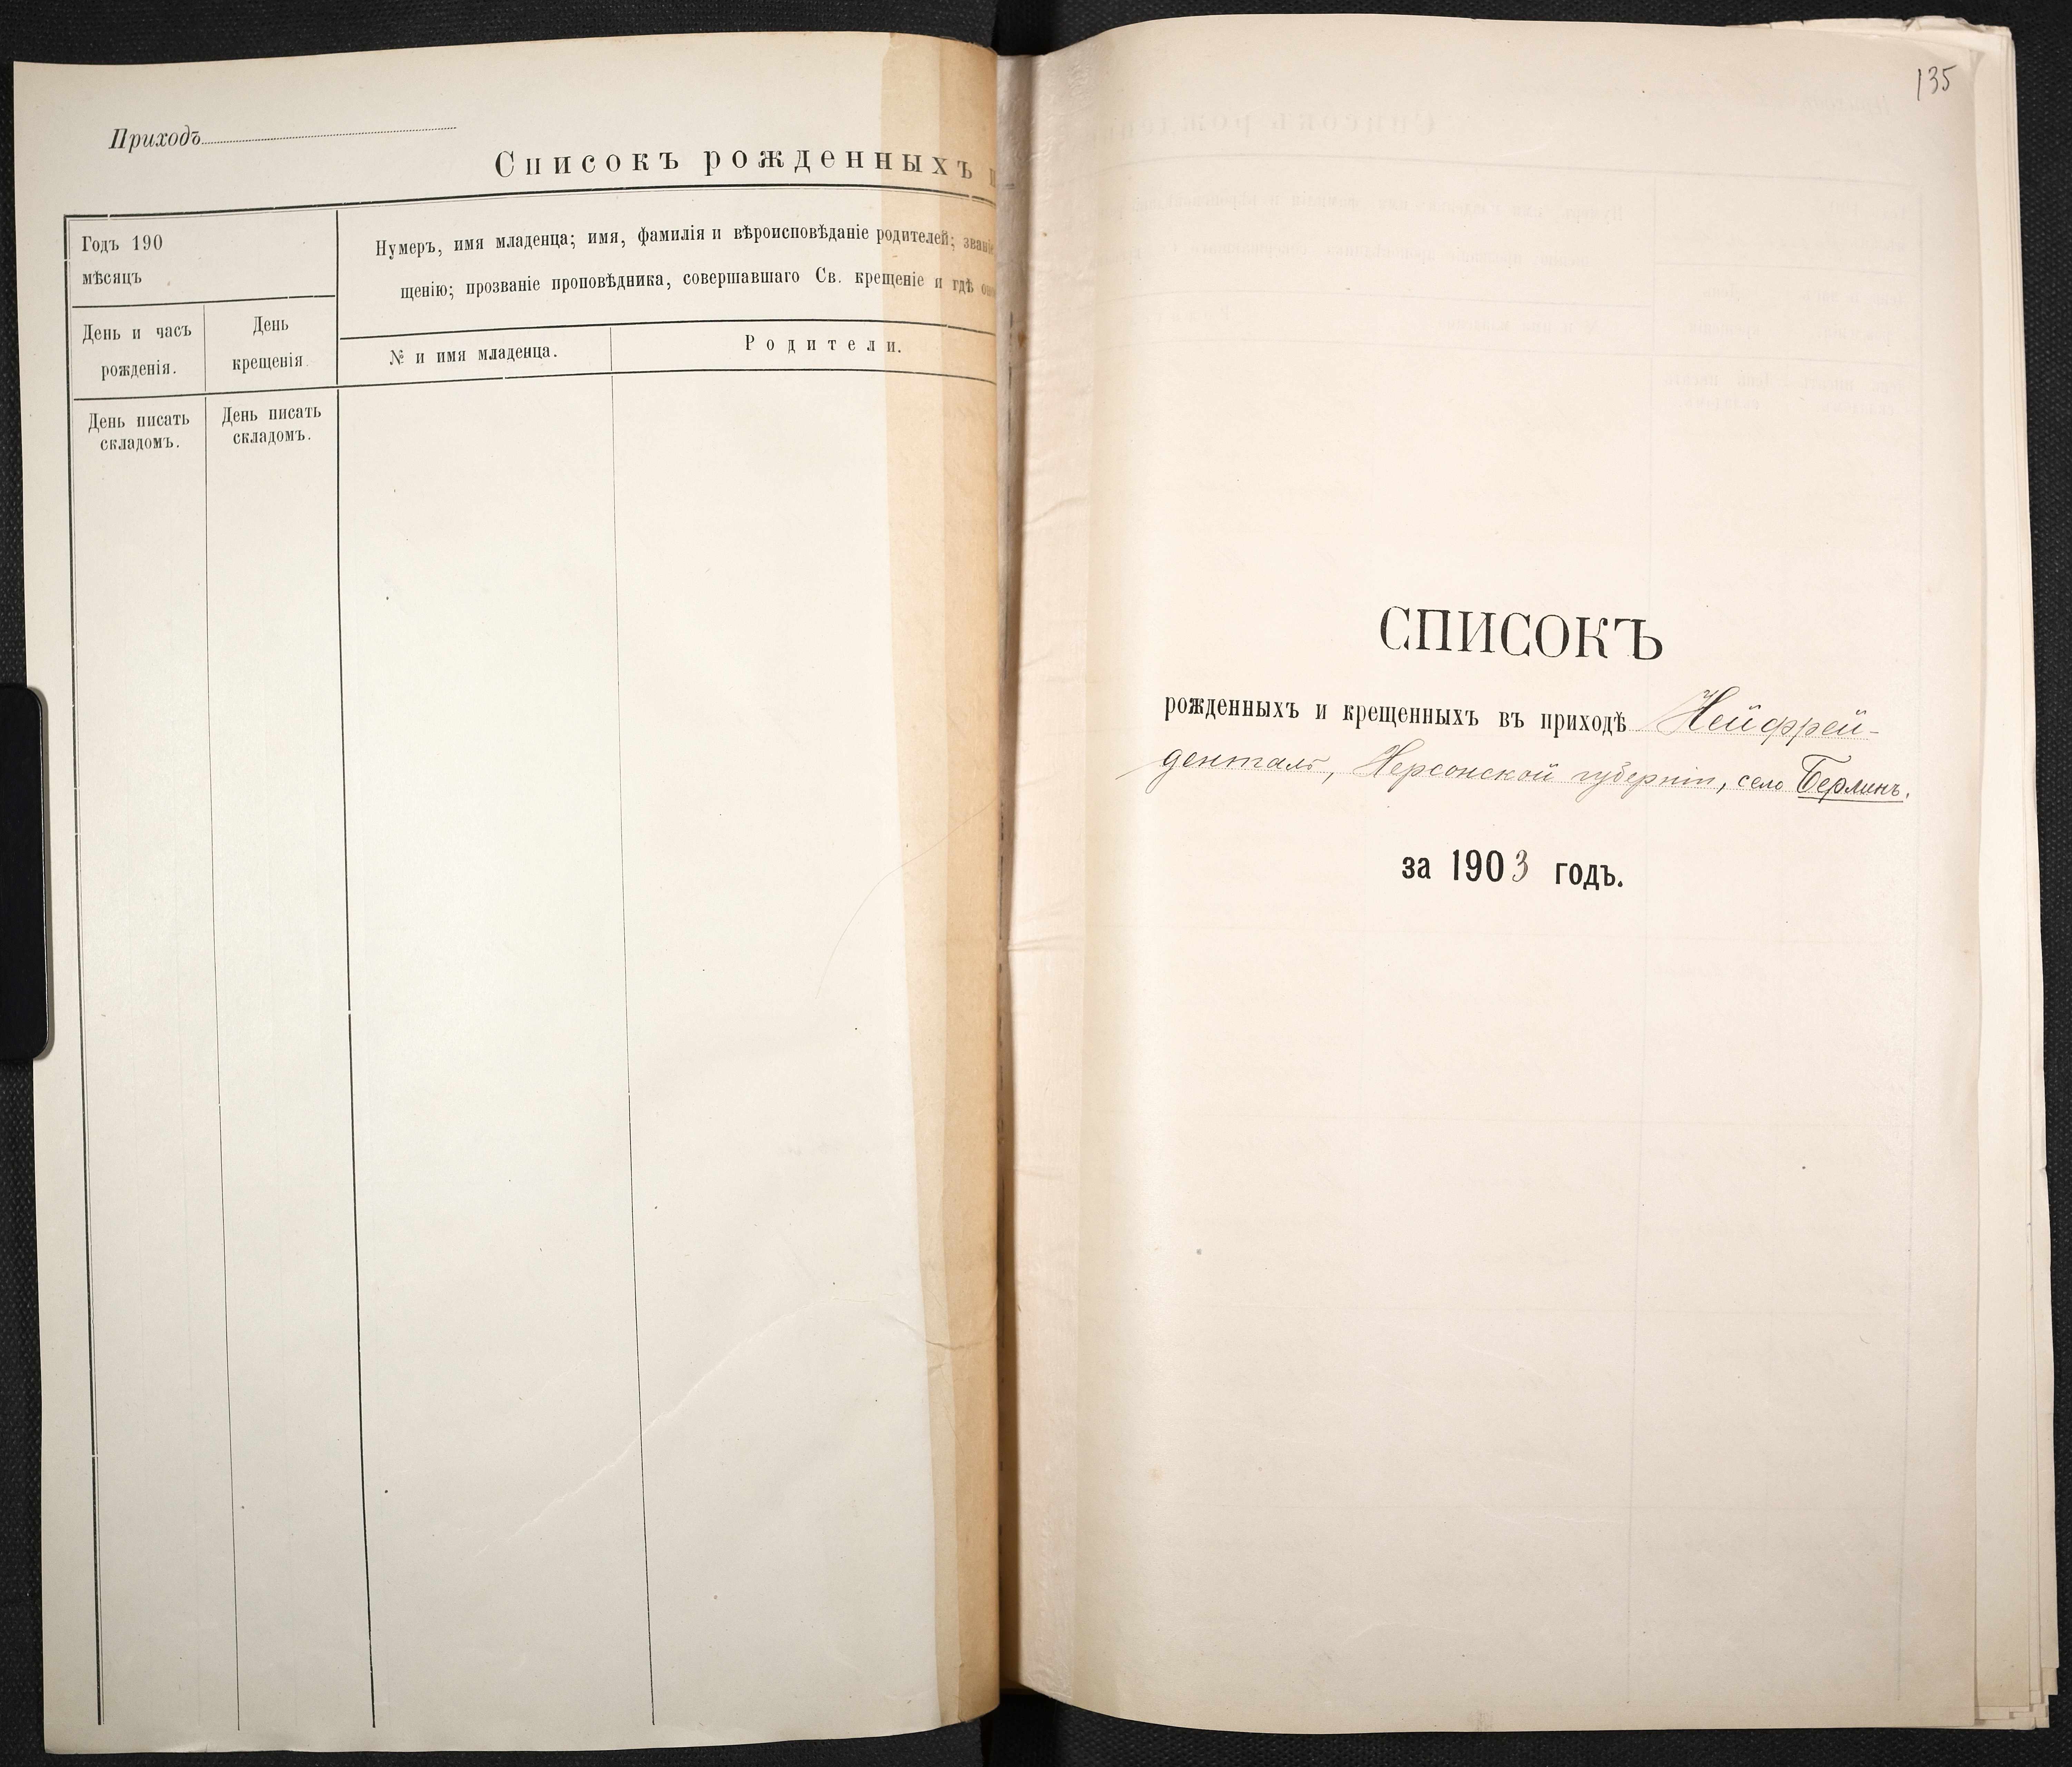 Приходъ
Списокъ рожденныхъ
Годъ 190
мѣсяцъ
Нумеръ, имя младенца; имя, фамилія и вѣроисповѣданіе родителей; званіе
щенію; прозваніе проповѣдника, совершавшаго Св. крещеніе и гдѣ
День и часъ
рожденія.
День
крещенія.
№ и имя младенца.
Родители.
День писать
складомъ.
День писать
складомъ.
135
СПИСОКЪ
рожденныхъ и крещенныхъ въ приходѣ Нейфрей-
денталь, Херсонской губерніи, село Берлинъ.
за 1903 годъ.